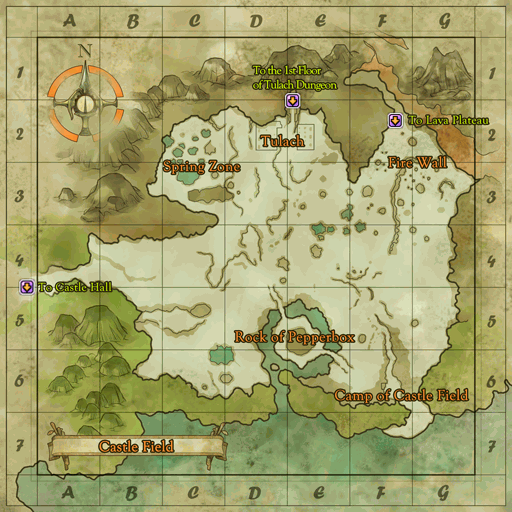 A B C D E F G
N
To the 1st Floor
of Tulach Dungeon
1 1
To Lava Plateau
2 Tulach 2
Spring Zone Fire Wall
3 3
4 4
To Castle Hall
5 5
Rock of Pepperbox
6 6
Camp of Castle Field
7 Castle Field 7
A B C D E F G